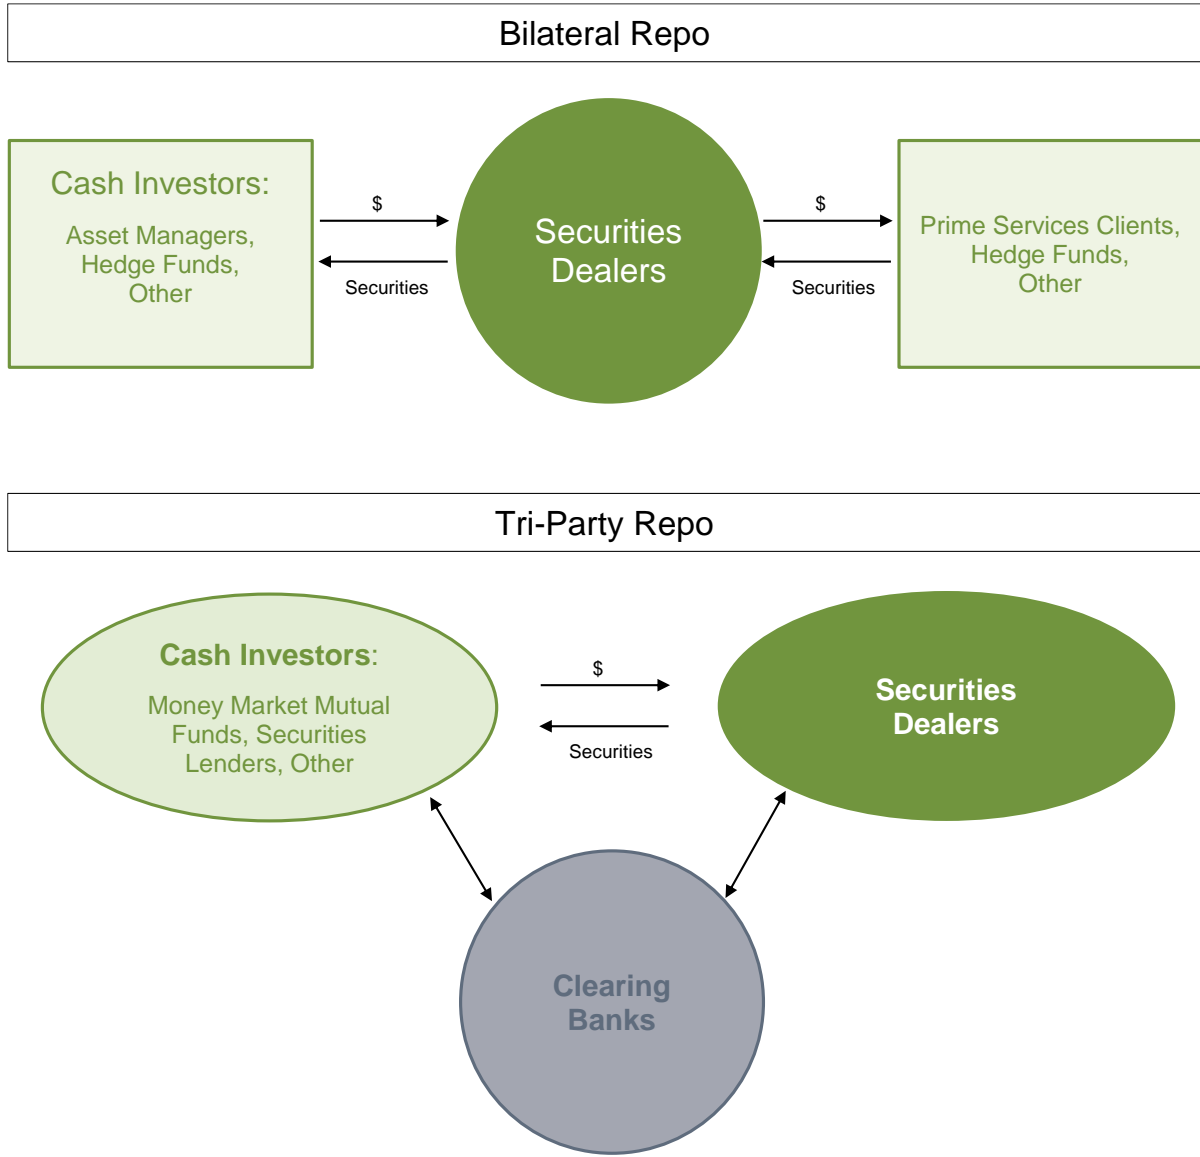 Bilateral Repo
Cash Investors:
Asset Managers,
Hedge Funds,
Other
$
Securities
Securities
Dealers
$
Securities
Prime Services Clients,
Hedge Funds,
Other
Tri-Party Repo
Cash Investors:
Money Market Mutual
Funds, Securities
Lenders, Other
$
Securities
Securities
Dealers
Clearing
Banks